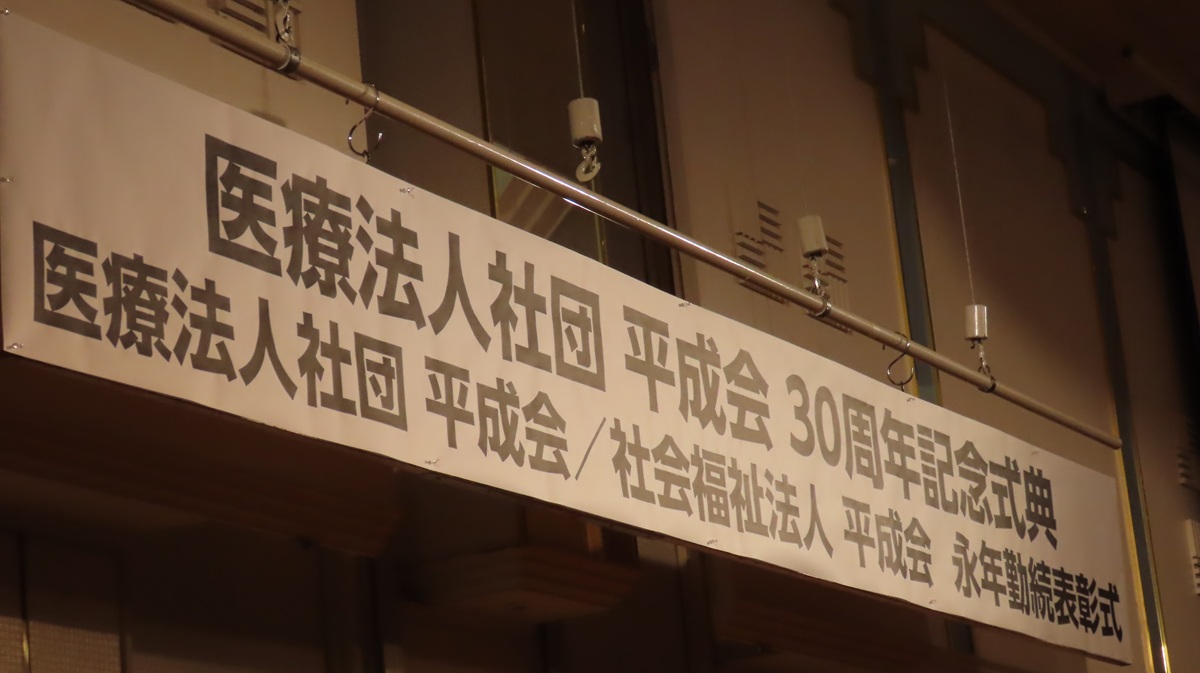 医療法人社団 平成会 30周年記念式典
医療法人社団 平成会/社会福祉法人 平成会 永年勤続表彰式